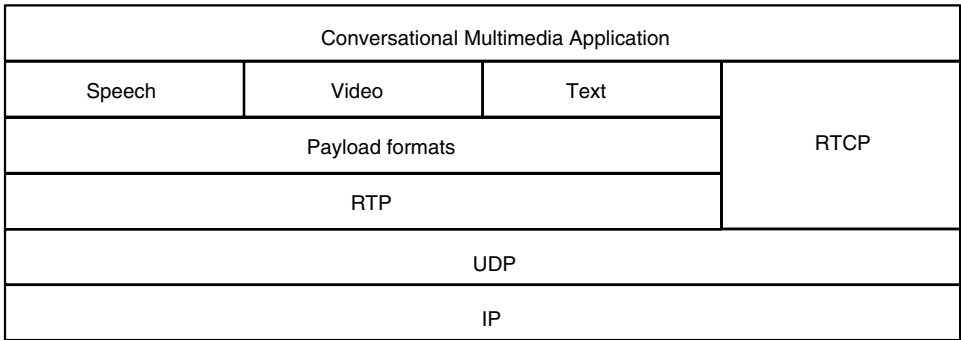 Conversational Multimedia Application
Speech
Video
Text
RTCP
Payload formats
RTP
UDP
IP